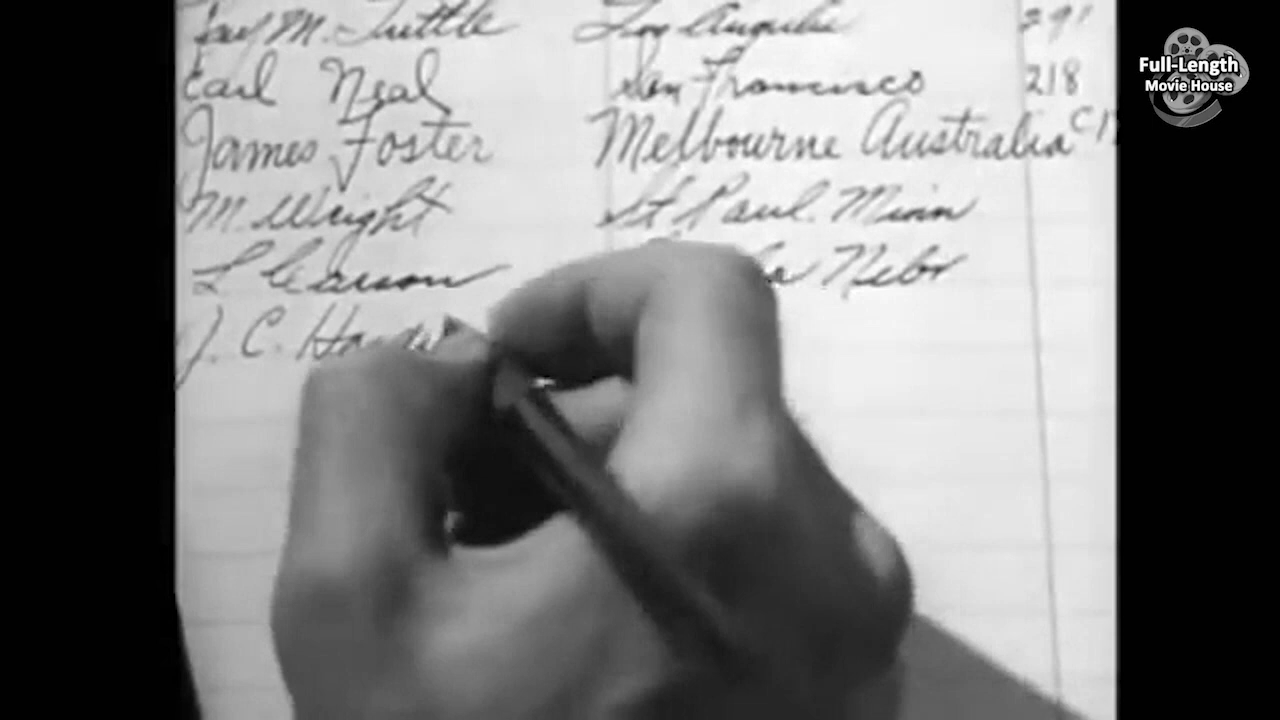 Jay M. Tuttle Los Angeles 291
Earl Neal San Francisco 218
James Foster Melbourne Australia
M. Wright St Paul. Minn
L Carson Nebr
J. C.
Full-Length
Movie House